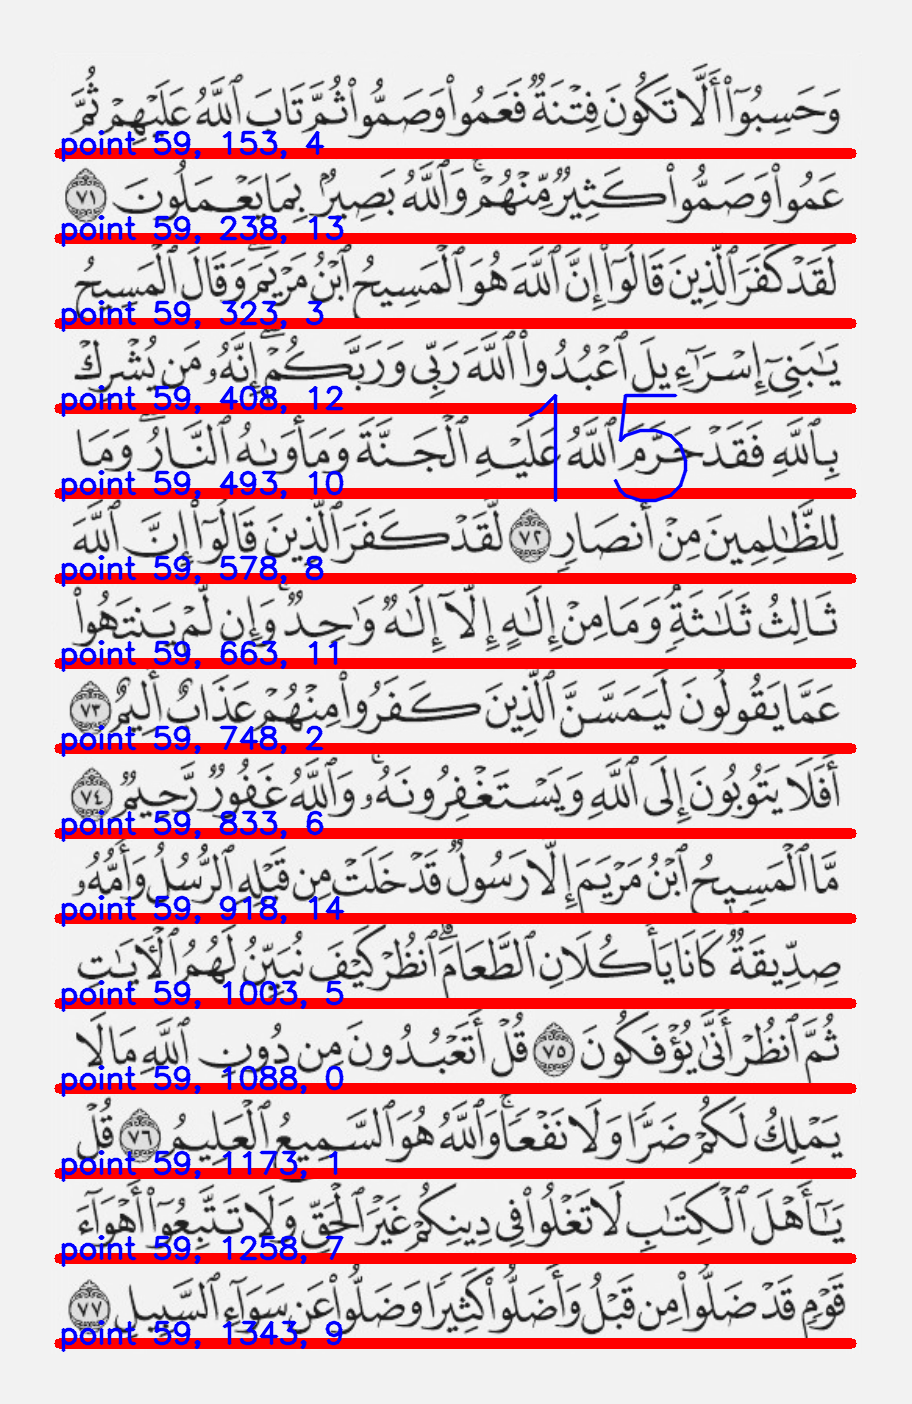 وَحَسِبُوٓا۟ أَلَّا تَكُونَ فِتْنَةٌ فَعَمُوا۟ وَصَمُّوا۟ ثُمَّ تَابَ ٱللَّهُ عَلَيْهِمْ ثُمَّ
point 59, 153, 4
عَمُوا۟ وَصَمُّوا۟ كَثِيرٌ مِّنْهُمْ ۚ وَٱللَّهُ بَصِيرٌۢ بِمَا يَعْمَلُونَ ٧١
point 59, 238, 13
لَقَدْ كَفَرَ ٱلَّذِينَ قَالُوٓا۟ إِنَّ ٱللَّهَ هُوَ ٱلْمَسِيحُ ٱبْنُ مَرْيَمَ ۖ وَقَالَ ٱلْمَسِيحُ
point 59, 323, 3
يَـٰبَنِىٓ إِسْرَٰٓءِيلَ ٱعْبُدُوا۟ ٱللَّهَ رَبِّى وَرَبَّكُمْ ۖ إِنَّهُۥ مَن يُشْرِكْ
point 59, 408, 12
15
بِٱللَّهِ فَقَدْ حَرَّمَ ٱللَّهُ عَلَيْهِ ٱلْجَنَّةَ وَمَأْوَىٰهُ ٱلنَّارُ ۖ وَمَا
point 59, 493, 10
لِلظَّـٰلِمِينَ مِنْ أَنصَارٍ ٧٢ لَّقَدْ كَفَرَ ٱلَّذِينَ قَالُوٓا۟ إِنَّ ٱللَّهَ
point 59, 578, 8
ثَالِثُ ثَلَـٰثَةٍ ۘ وَمَا مِنْ إِلَـٰهٍ إِلَّآ إِلَـٰهٌ وَٰحِدٌ ۚ وَإِن لَّمْ يَنتَهُوا۟
point 59, 663, 11
عَمَّا يَقُولُونَ لَيَمَسَّنَّ ٱلَّذِينَ كَفَرُوا۟ مِنْهُمْ عَذَابٌ أَلِيمٌ ٧٣
point 59, 748, 2
أَفَلَا يَتُوبُونَ إِلَى ٱللَّهِ وَيَسْتَغْفِرُونَهُۥ ۚ وَٱللَّهُ غَفُورٌ رَّحِيمٌ ٧٤
point 59, 833, 6
مَّا ٱلْمَسِيحُ ٱبْنُ مَرْيَمَ إِلَّا رَسُولٌ قَدْ خَلَتْ مِن قَبْلِهِ ٱلرُّسُلُ وَأُمُّهُۥ
point 59, 918, 14
صِدِّيقَةٌ ۖ كَانَا يَأْكُلَانِ ٱلطَّعَامَ ۗ ٱنظُرْ كَيْفَ نُبَيِّنُ لَهُمُ ٱلْـَٔايَـٰتِ
point 59, 1003, 5
ثُمَّ ٱنظُرْ أَنَّىٰ يُؤْفَكُونَ ٧٥ قُلْ أَتَعْبُدُونَ مِن دُونِ ٱللَّهِ مَا لَا
point 59, 1088, 0
يَمْلِكُ لَكُمْ ضَرًّا وَلَا نَفْعًا ۚ وَٱللَّهُ هُوَ ٱلسَّمِيعُ ٱلْعَلِيمُ ٧٦ قُلْ
point 59, 1173, 1
يَـٰٓأَهْلَ ٱلْكِتَـٰبِ لَا تَغْلُوا۟ فِى دِينِكُمْ غَيْرَ ٱلْحَقِّ وَلَا تَتَّبِعُوٓا۟ أَهْوَآءَ
point 59, 1258, 7
قَوْمٍ قَدْ ضَلُّوا۟ مِن قَبْلُ وَأَضَلُّوا۟ كَثِيرًا وَضَلُّوا۟ عَن سَوَآءِ ٱلسَّبِيلِ ٧٧
point 59, 1343, 9